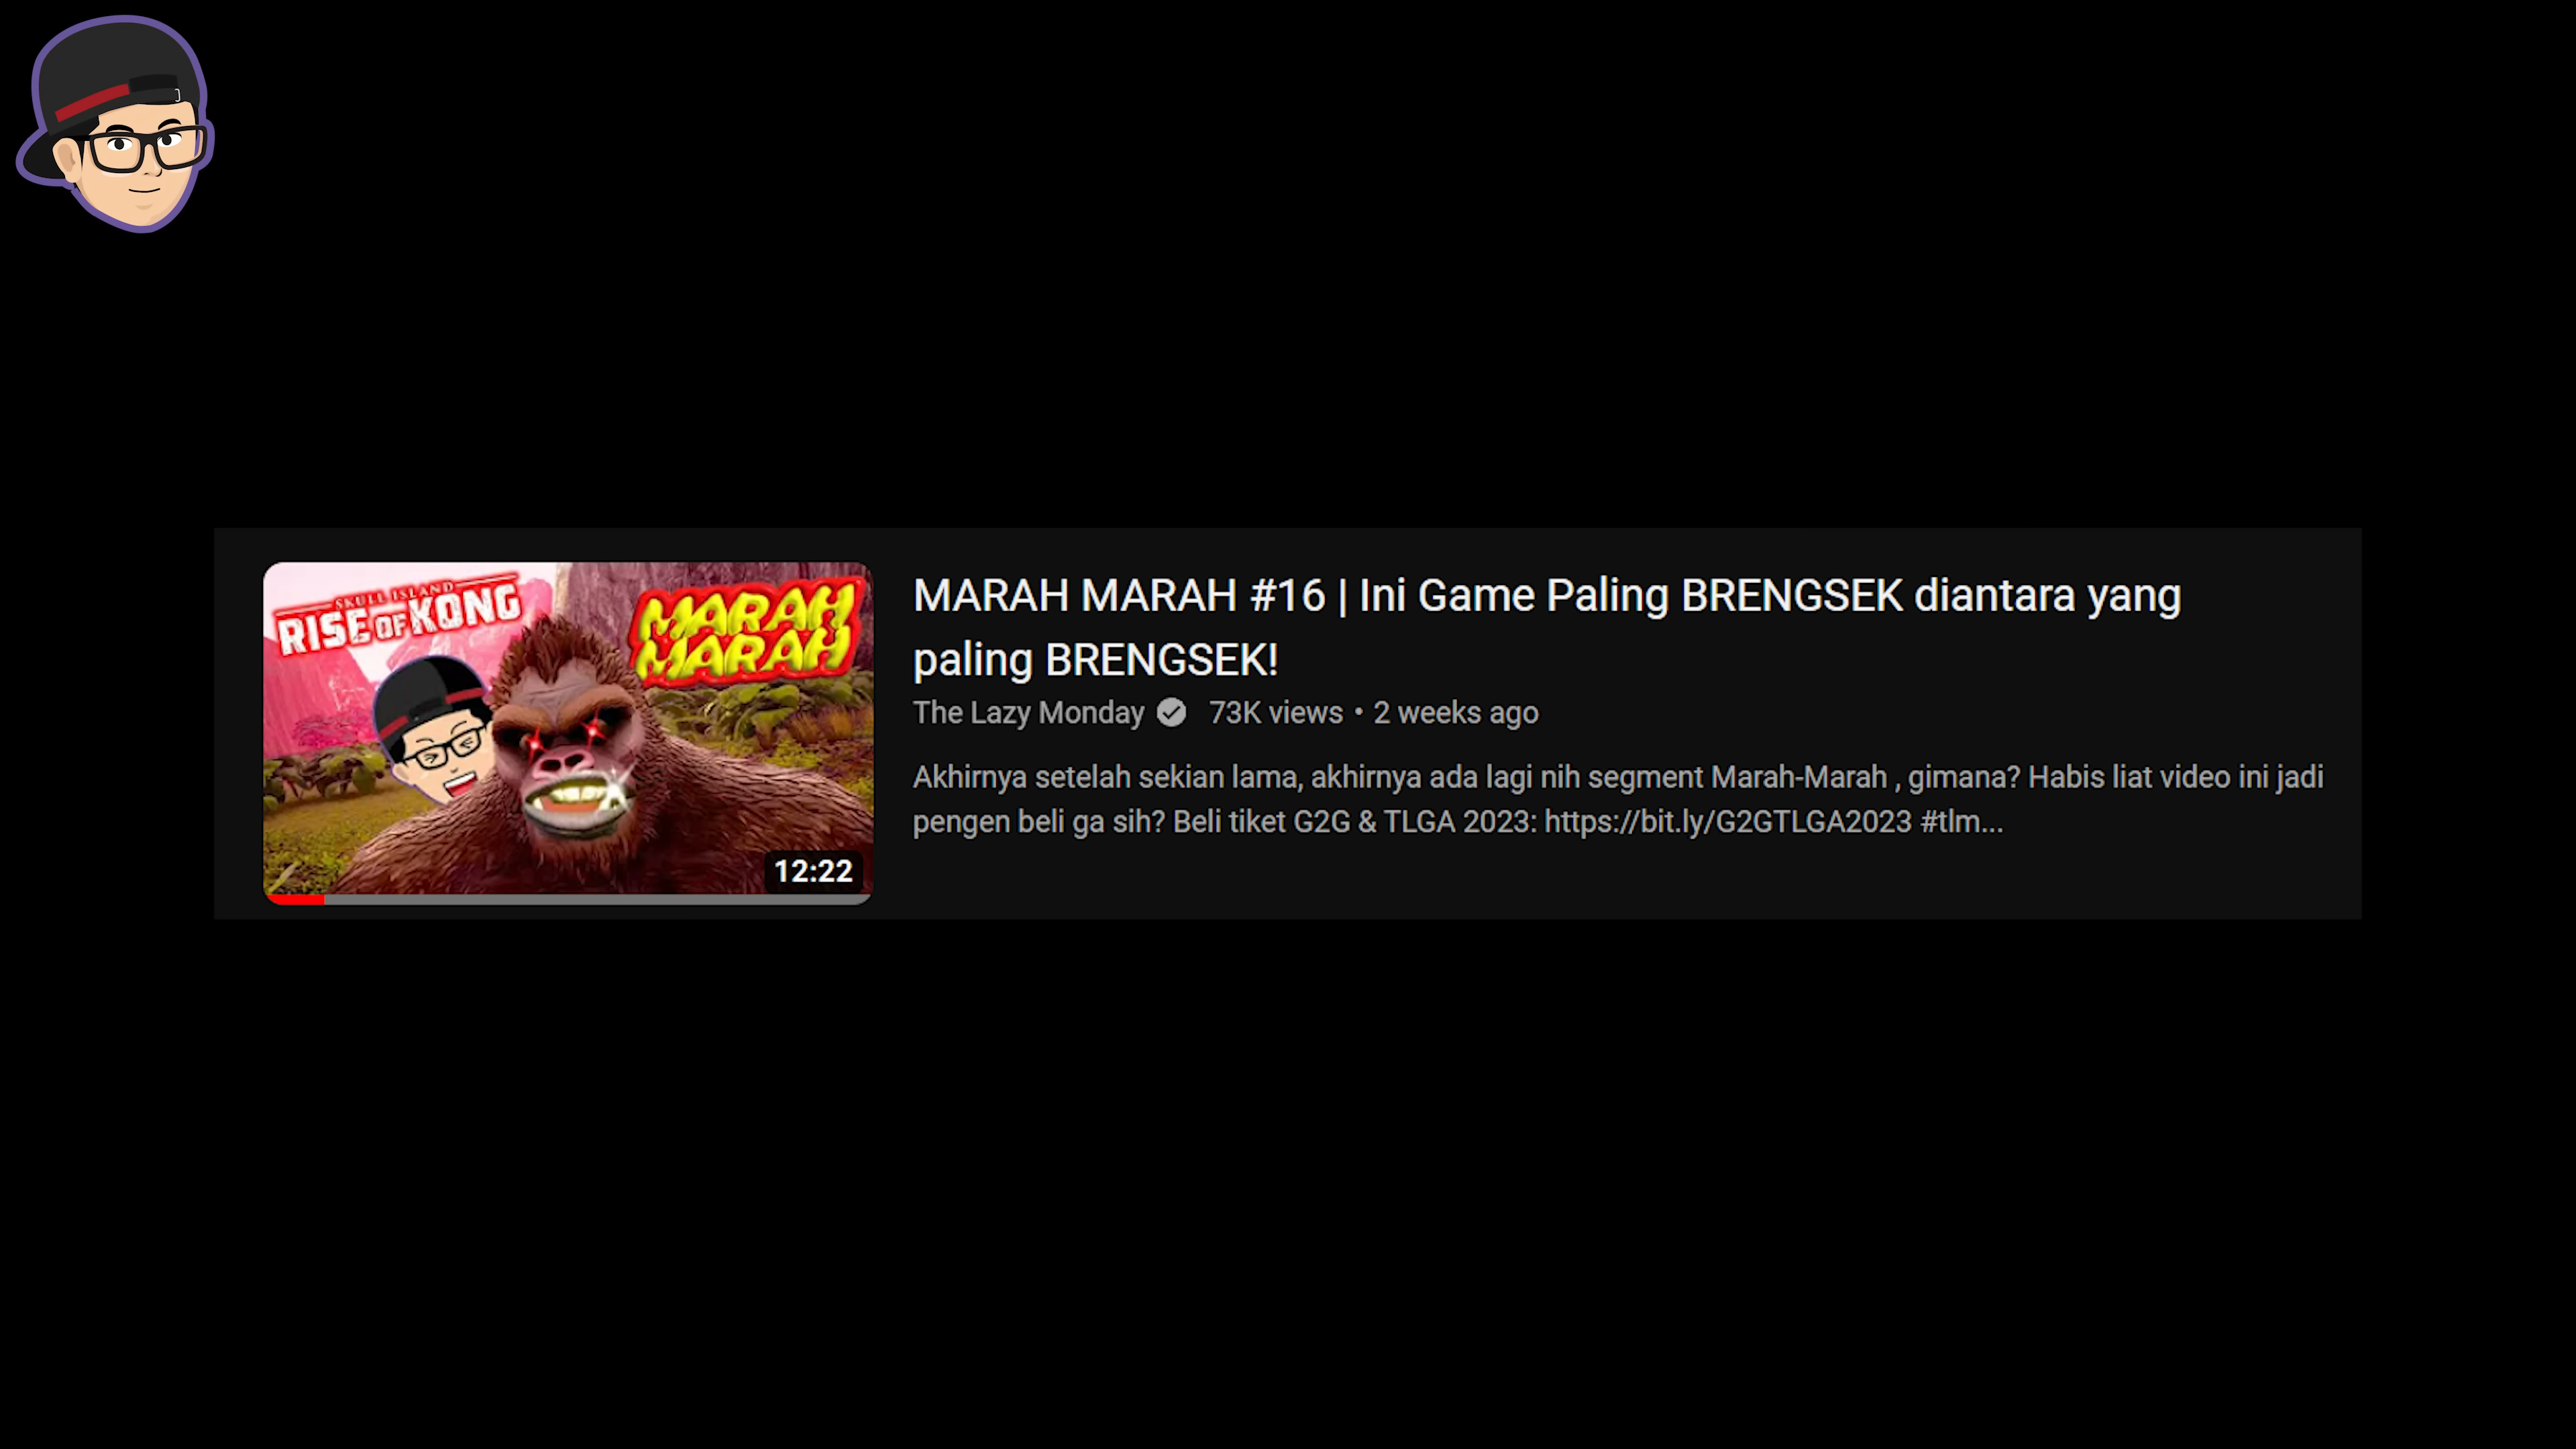 SKULL ISLAND
RISE OF KONG
MARAH
MARAH
12:22
MARAH MARAH #16 | Ini Game Paling BRENGSEK diantara yang
paling BRENGSEK!
The Lazy Monday 73K views • 2 weeks ago
Akhirnya setelah sekian lama, akhirnya ada lagi nih segment Marah-Marah , gimana? Habis liat video ini jadi
pengen beli ga sih? Beli tiket G2G & TLGA 2023: https://bit.ly/G2GTLGA2023 #tlm...